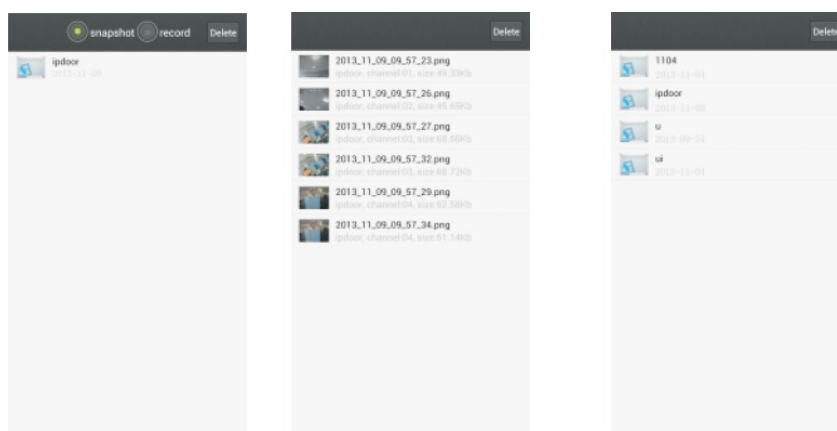 snapshot record Delete
ipdoor
2013-11-09
Delete
2013_11_09_09_57_23.png
ipdoor, channel:01, size:49.33Kb
2013_11_09_09_57_26.png
ipdoor, channel:02, size:45.65Kb
2013_11_09_09_57_27.png
ipdoor, channel:03, size:68.56Kb
2013_11_09_09_57_32.png
ipdoor, channel:03, size:68.72Kb
2013_11_09_09_57_29.png
ipdoor, channel:04, size:52.58Kb
2013_11_09_09_57_34.png
ipdoor, channel:04, size:51.14Kb
Delete
1104
2013-11-04
ipdoor
2013-11-09
u
2013-09-24
ui
2013-11-04